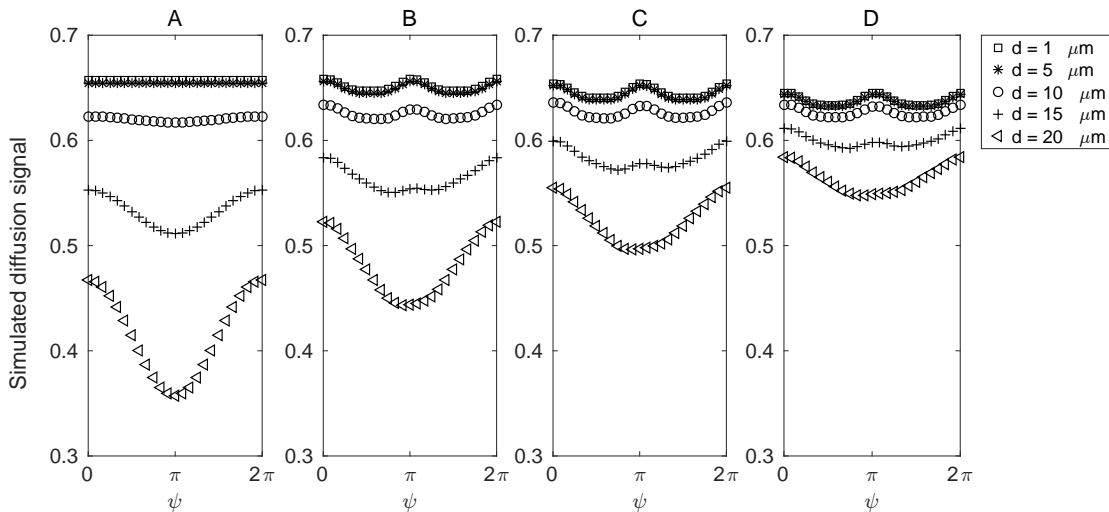 A B C D
0.7 0.7 0.7 0.7
0.6 0.6 0.6 0.6
0.5 0.5 0.5 0.5
0.4 0.4 0.4 0.4
0.3 0.3 0.3 0.3
0 π 2π 0 π 2π 0 π 2π 0 π 2π
ψ ψ ψ ψ
Simulated diffusion signal
d = 1 μm
d = 5 μm
d = 10 μm
d = 15 μm
d = 20 μm